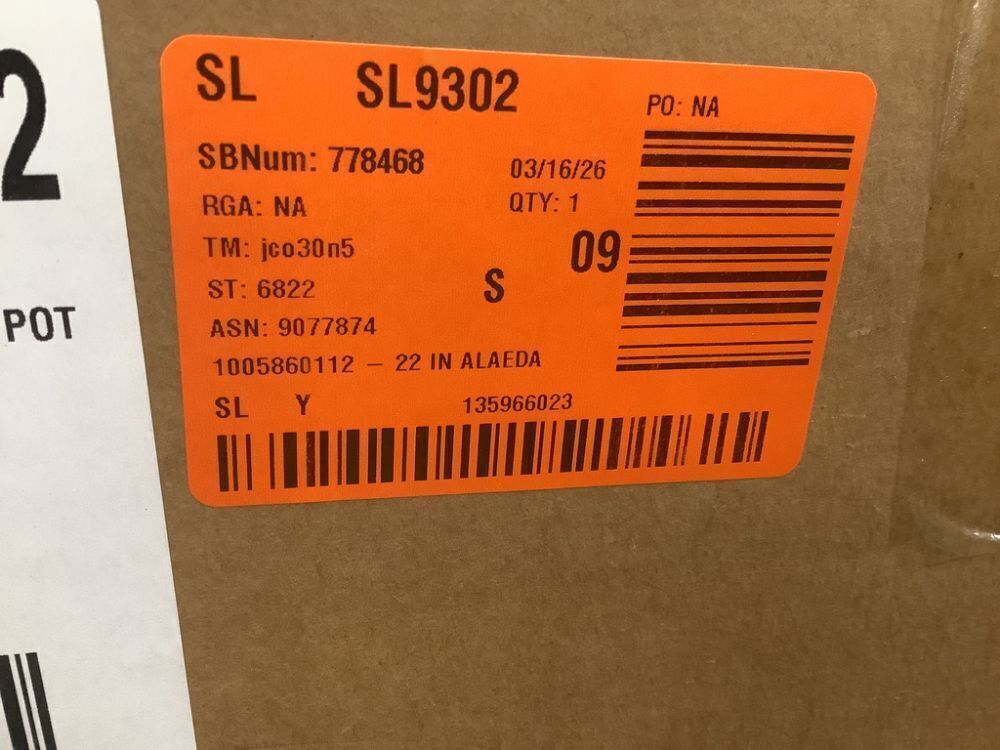 SL SL9302
PO: NA
SBNum: 778468
03/16/26
RGA: NA
QTY: 1
TM: jco30n5
09
ST: 6822
S
ASN: 9077874
1005860112 – 22 IN ALAEDA
SL Y 135966023
2
POT